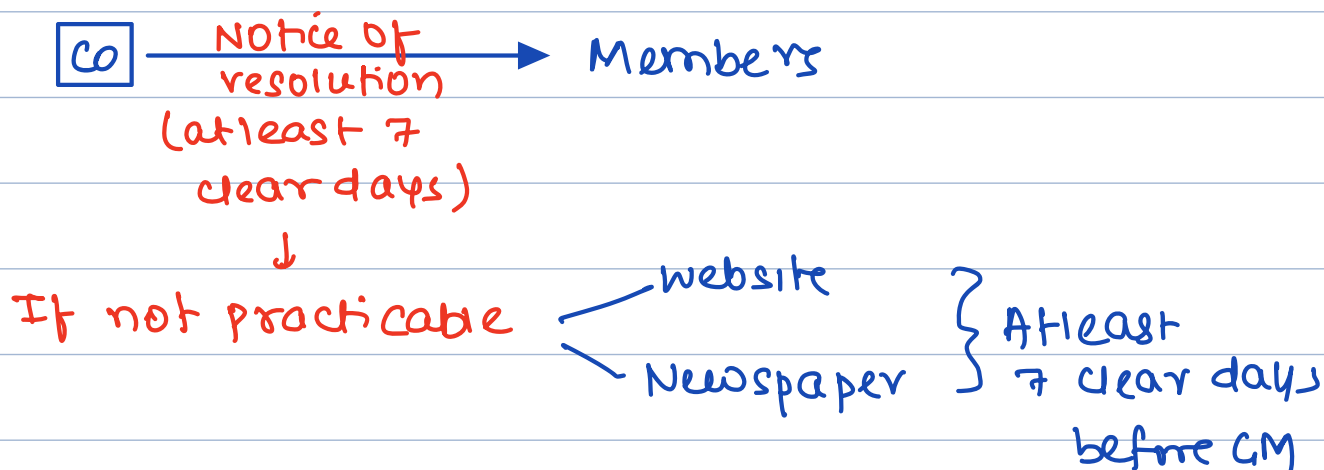 CO Notice of Members
resolution
(atleast 7
clear days)
↓
website
If not practicable } Atleast
Newspaper 7 clear days
before GM